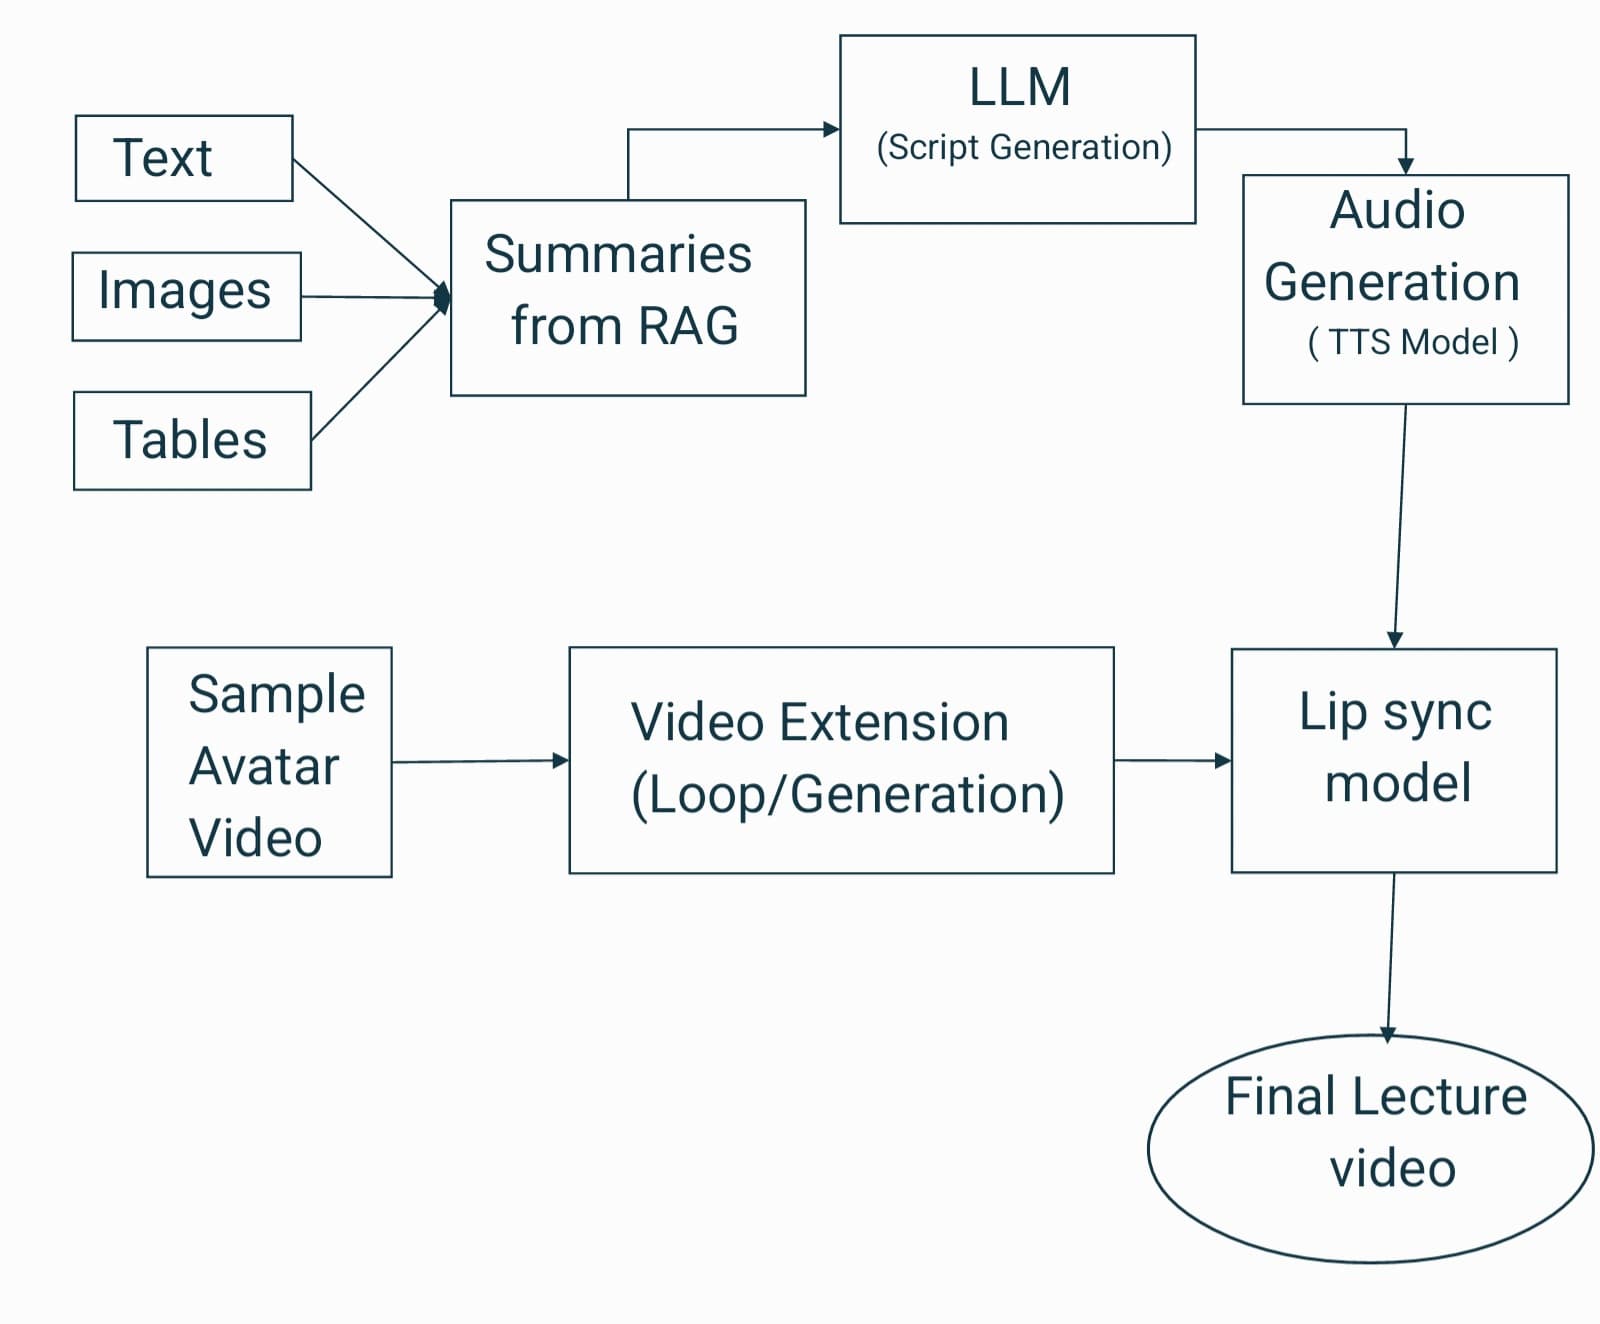 Text
Images
Tables
Summaries
from RAG
LLM
(Script Generation)
Audio
Generation
( TTS Model )
Sample
Avatar
Video
Video Extension
(Loop/Generation)
Lip sync
model
Final Lecture
video